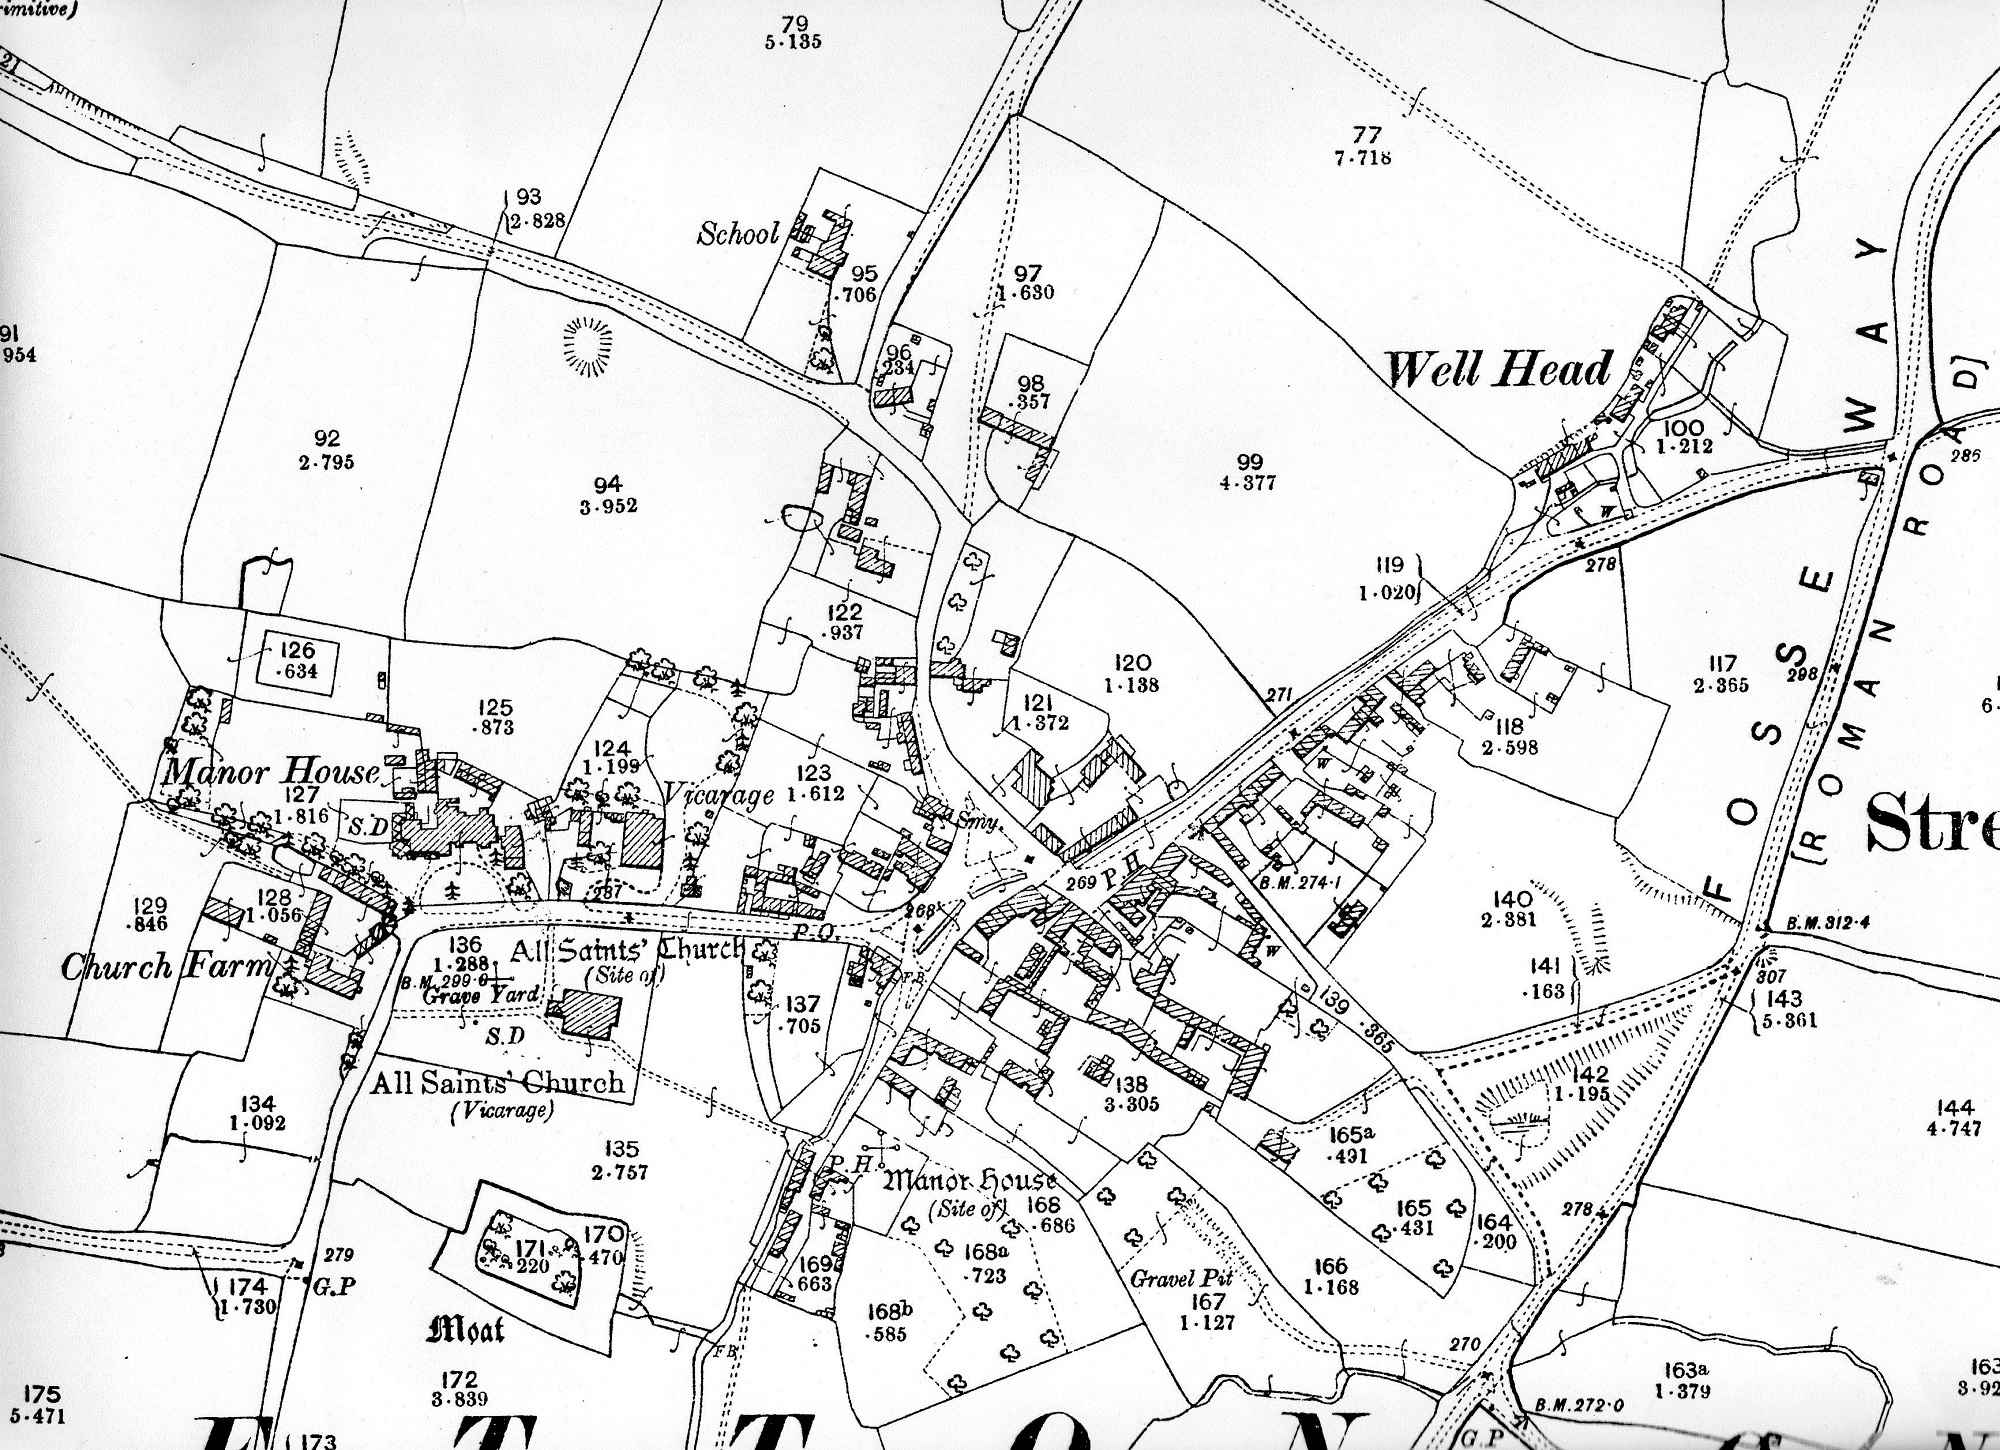 79
5·135
77
7·718
93
2·828
School
95
·706
97
1·630
96
·234
98
·357
Well Head
WAY
100
1·212
286
91
954
92
2·795
94
3·952
99
4·377
119
1·020
278
122
·937
126
·634
125
·873
120
1·138
121
1·372
271
117
2·365
298
FOSSE
[ROMAN ROAD]
118
2·598
Manor House
127
1·816
S.D
124
1·199
Vicarage
123
1·612
Smy.
Stre
269
P.H
B.M.274·1
287
268
W
W
W
140
2·381
B.M.312·4
129
·846
128
1·056
Church Farm
136
1·288
B.M.299·6
Grave Yard
All Saints' Church
(Site of)
P.O.
F.B
S.D
137
·705
139
·365
141
·163
307
143
5·361
142
1·195
All Saints' Church
(Vicarage)
134
1·092
138
3·305
144
4·747
135
2·757
165a
·491
P.H
Manor House
(Site of)
168
·686
165
·431
164
·200
278
170
·470
171
·220
279
G.P
174
1·730
169
·663
168a
·723
Gravel Pit
167
1·127
166
1·168
168b
·585
Moat
F.B
270
172
3·839
163a
1·379
B.M.272·0
175
5·471
173
G.P
ETTON